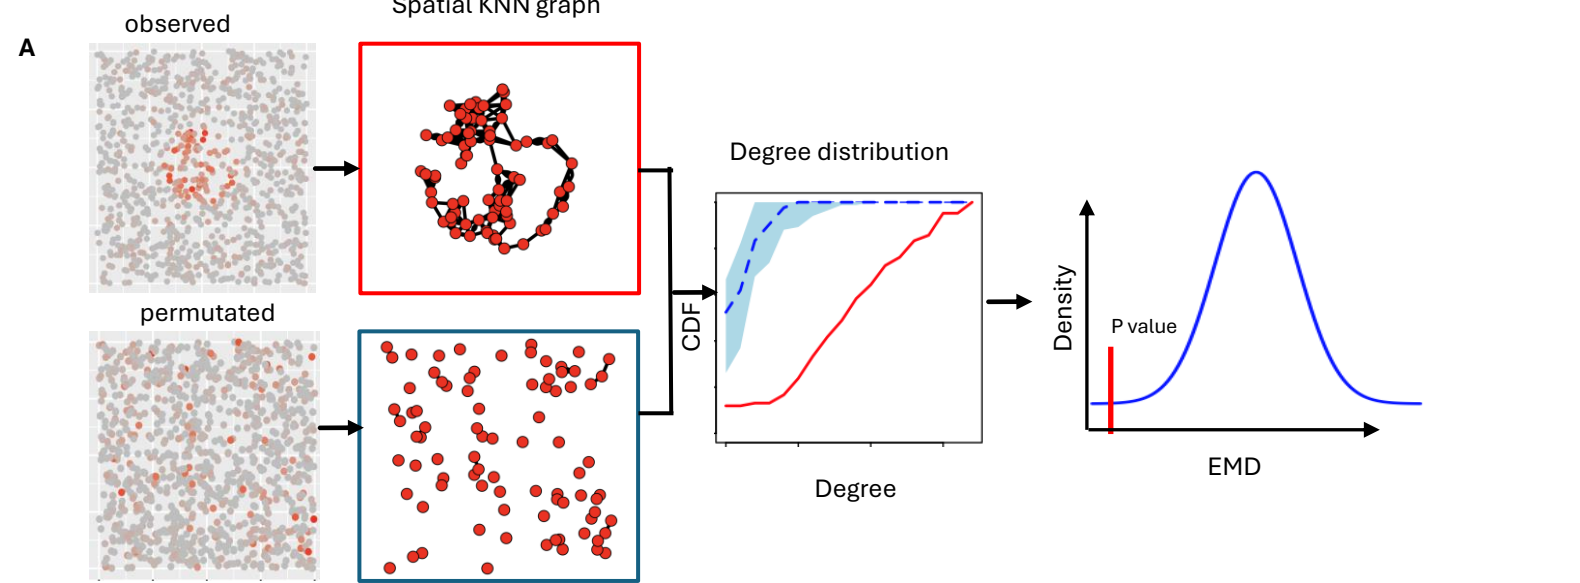 Spatial KNN graph
observed
A
Degree distribution
permutated
CDF
Density
P value
EMD
Degree